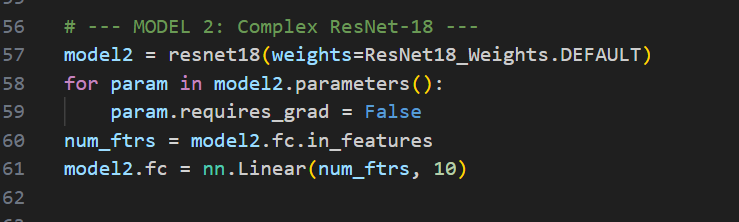 56 # --- MODEL 2: Complex ResNet-18 ---
57 model2 = resnet18(weights=ResNet18_Weights.DEFAULT)
58 for param in model2.parameters():
59     param.requires_grad = False
60 num_ftrs = model2.fc.in_features
61 model2.fc = nn.Linear(num_ftrs, 10)
62